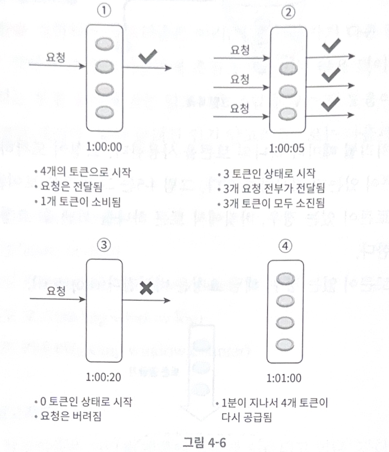 ①
요청
1:00:00
• 4개의 토큰으로 시작
• 요청은 전달됨
• 1개 토큰이 소비됨
②
요청
요청
요청
1:00:05
• 3 토큰인 상태로 시작
• 3개 요청 전부가 전달됨
• 3개 토큰이 모두 소진됨
③
요청
1:00:20
• 0 토큰인 상태로 시작
• 요청은 버려짐
④
1:01:00
• 1분이 지나서 4개 토큰이
다시 공급됨
그림 4-6